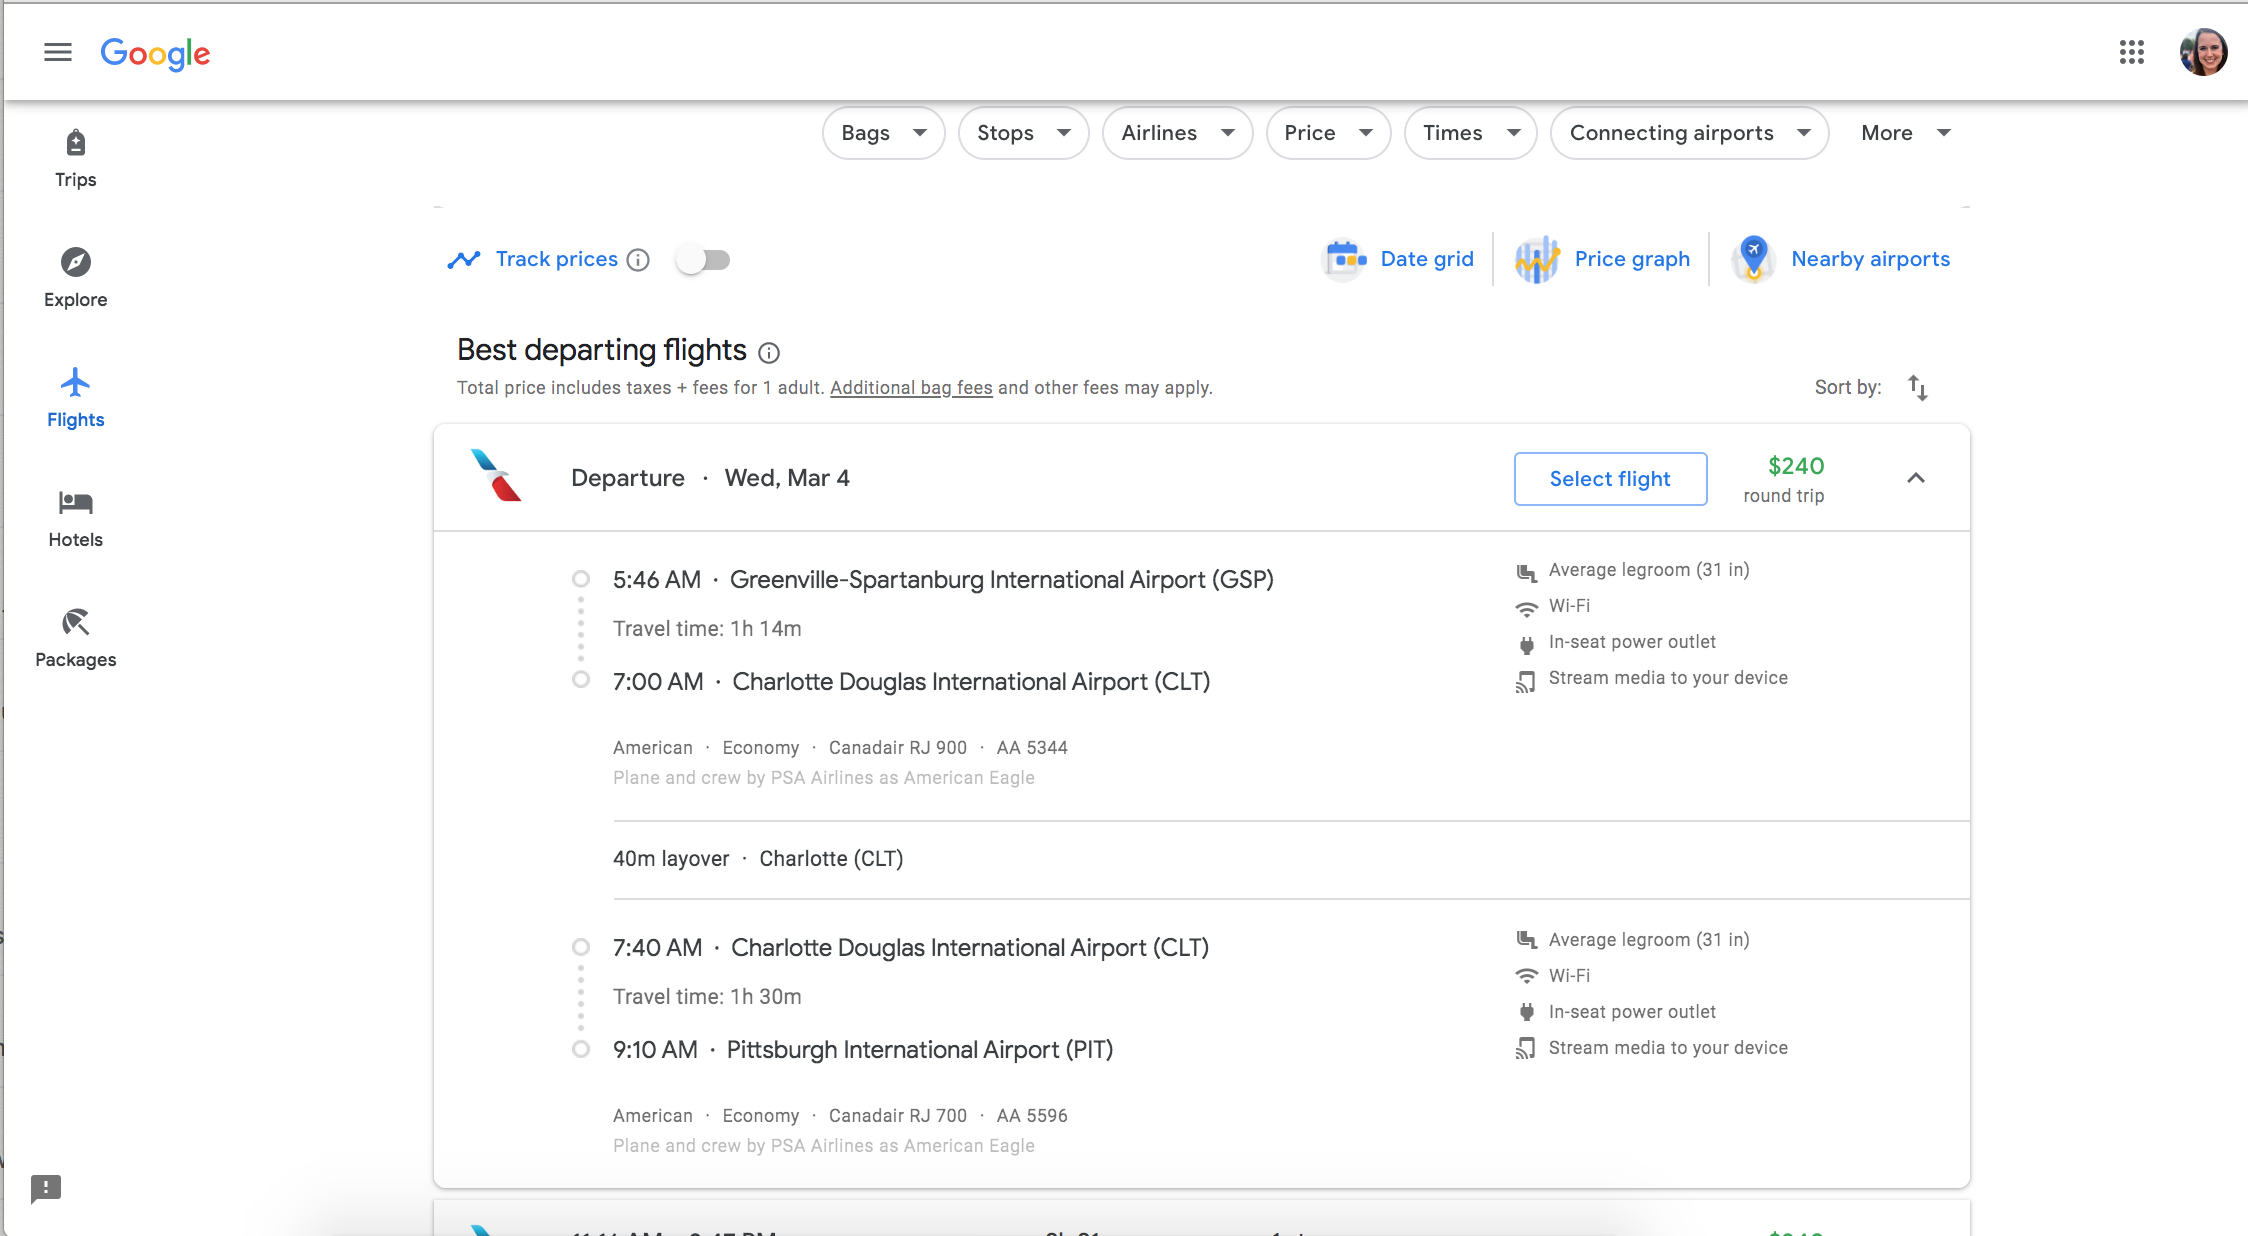 Google
Bags Stops Airlines Price Times Connecting airports More
Trips
Explore
Flights
Hotels
Packages
Track prices
Date grid Price graph Nearby airports
Best departing flights
Total price includes taxes + fees for 1 adult. Additional bag fees and other fees may apply.
Sort by:
Departure · Wed, Mar 4
Select flight
$240
round trip
5:46 AM · Greenville-Spartanburg International Airport (GSP)
Travel time: 1h 14m
7:00 AM · Charlotte Douglas International Airport (CLT)
American · Economy · Canadair RJ 900 · AA 5344
Plane and crew by PSA Airlines as American Eagle
Average legroom (31 in)
Wi-Fi
In-seat power outlet
Stream media to your device
40m layover · Charlotte (CLT)
7:40 AM · Charlotte Douglas International Airport (CLT)
Travel time: 1h 30m
9:10 AM · Pittsburgh International Airport (PIT)
American · Economy · Canadair RJ 700 · AA 5596
Plane and crew by PSA Airlines as American Eagle
Average legroom (31 in)
Wi-Fi
In-seat power outlet
Stream media to your device